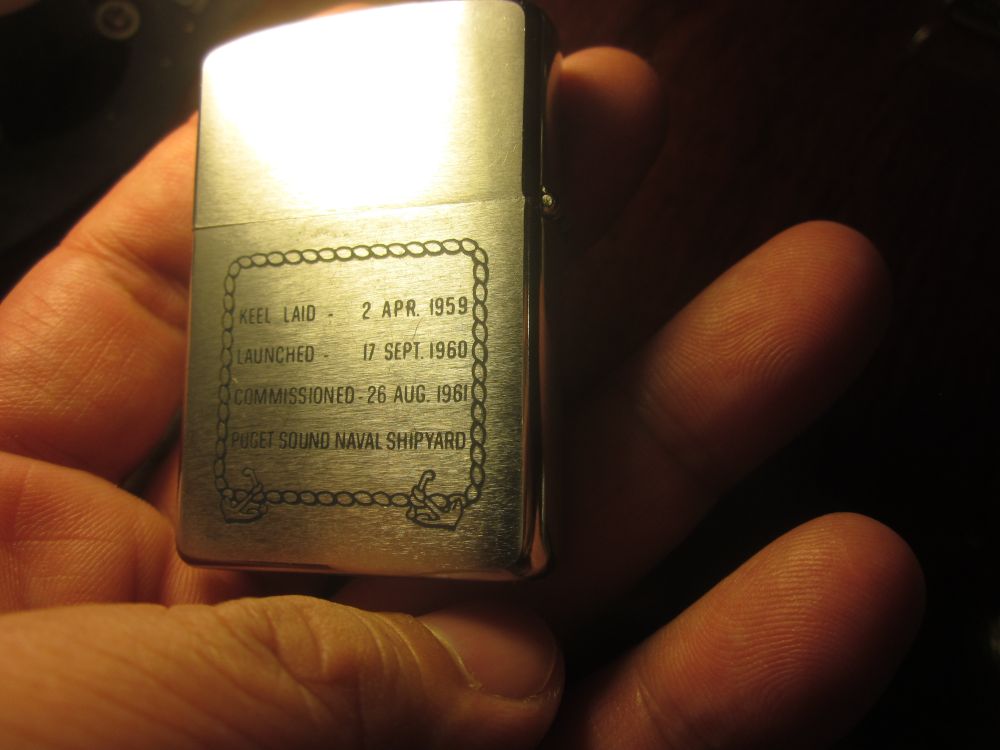 KEEL LAID - 2 APR. 1959
LAUNCHED - 17 SEPT. 1960
COMMISSIONED - 26 AUG. 1961
PUGET SOUND NAVAL SHIPYARD